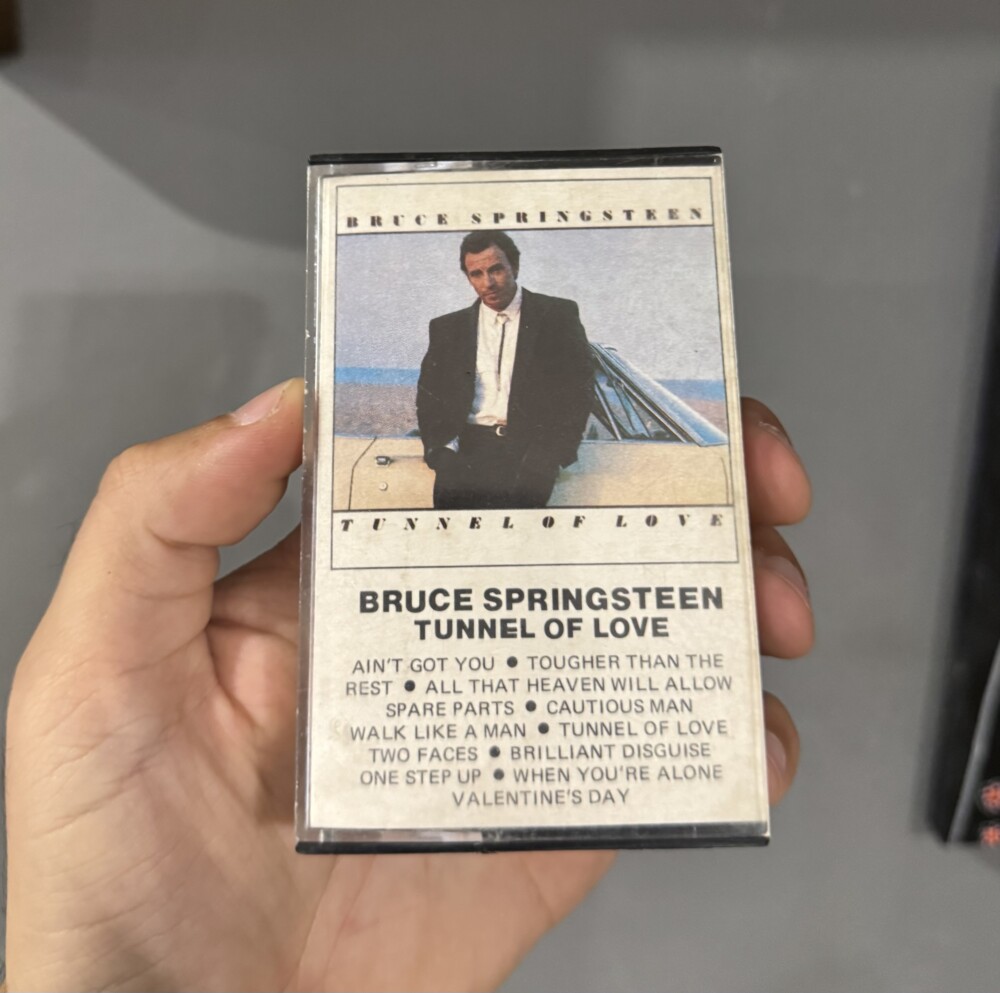 BRUCE SPRINGSTEEN
TUNNEL OF LOVE
BRUCE SPRINGSTEEN
TUNNEL OF LOVE
AIN'T GOT YOU ● TOUGHER THAN THE
REST ● ALL THAT HEAVEN WILL ALLOW
SPARE PARTS ● CAUTIOUS MAN
WALK LIKE A MAN ● TUNNEL OF LOVE
TWO FACES ● BRILLIANT DISGUISE
ONE STEP UP ● WHEN YOU'RE ALONE
VALENTINE'S DAY